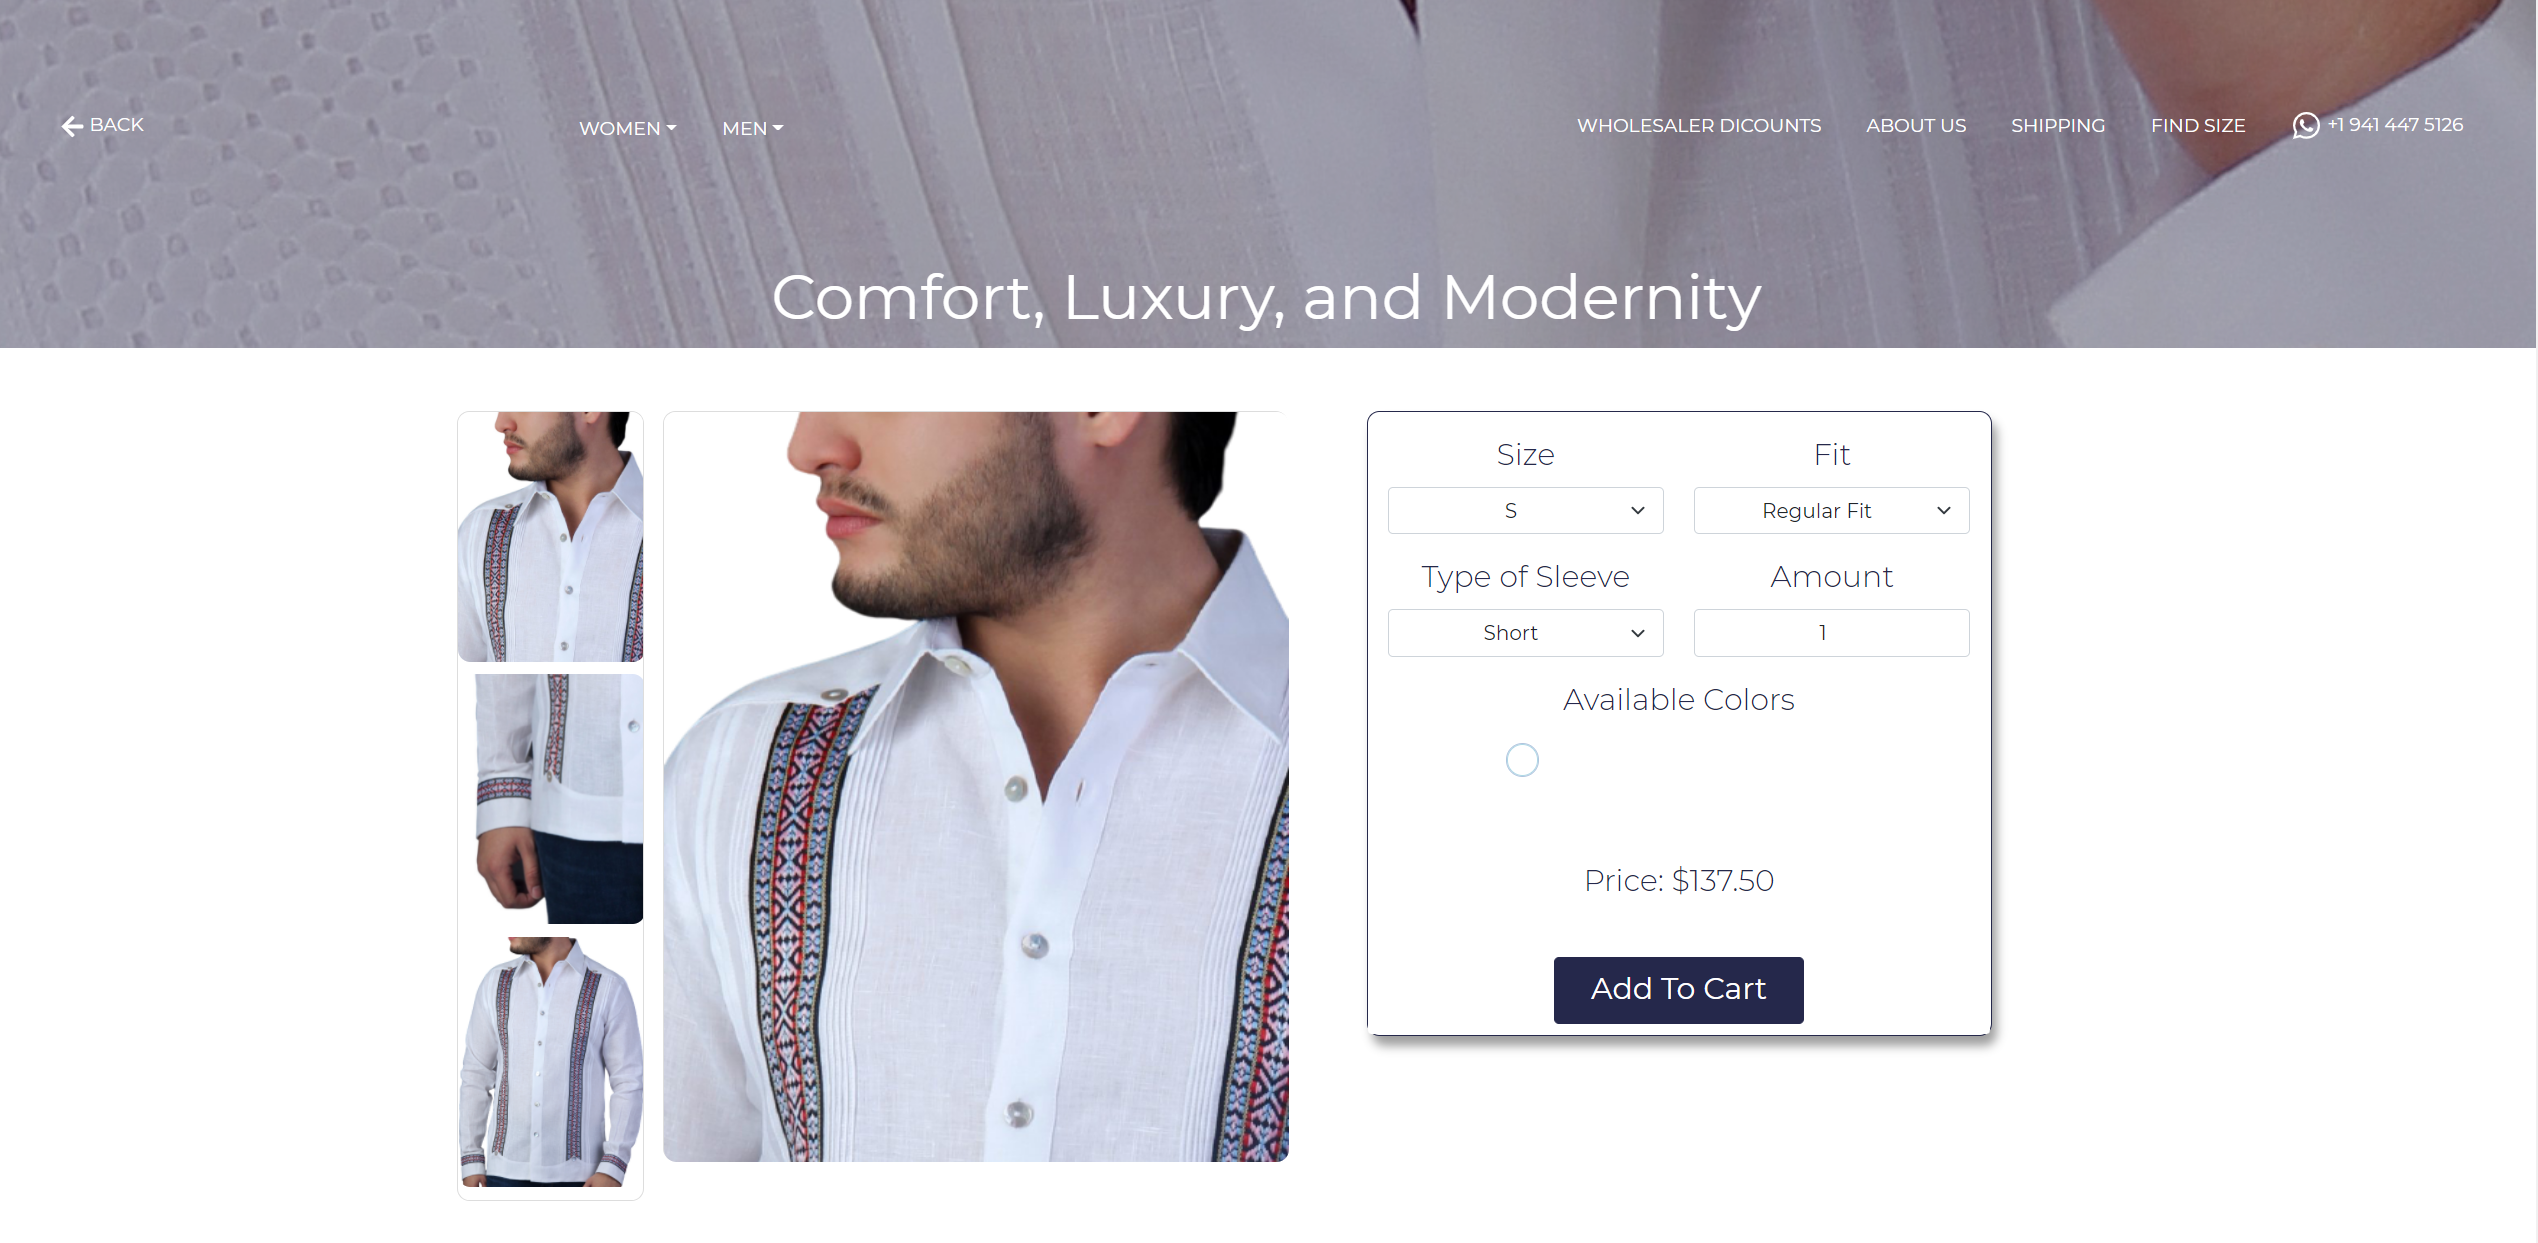 BACK
WOMEN
MEN
WHOLESALER DICOUNTS
ABOUT US
SHIPPING
FIND SIZE
+1 941 447 5126
Comfort, Luxury, and Modernity
Size
Fit
S
Regular Fit
Type of Sleeve
Amount
Short
1
Available Colors
Price: $137.50
Add To Cart